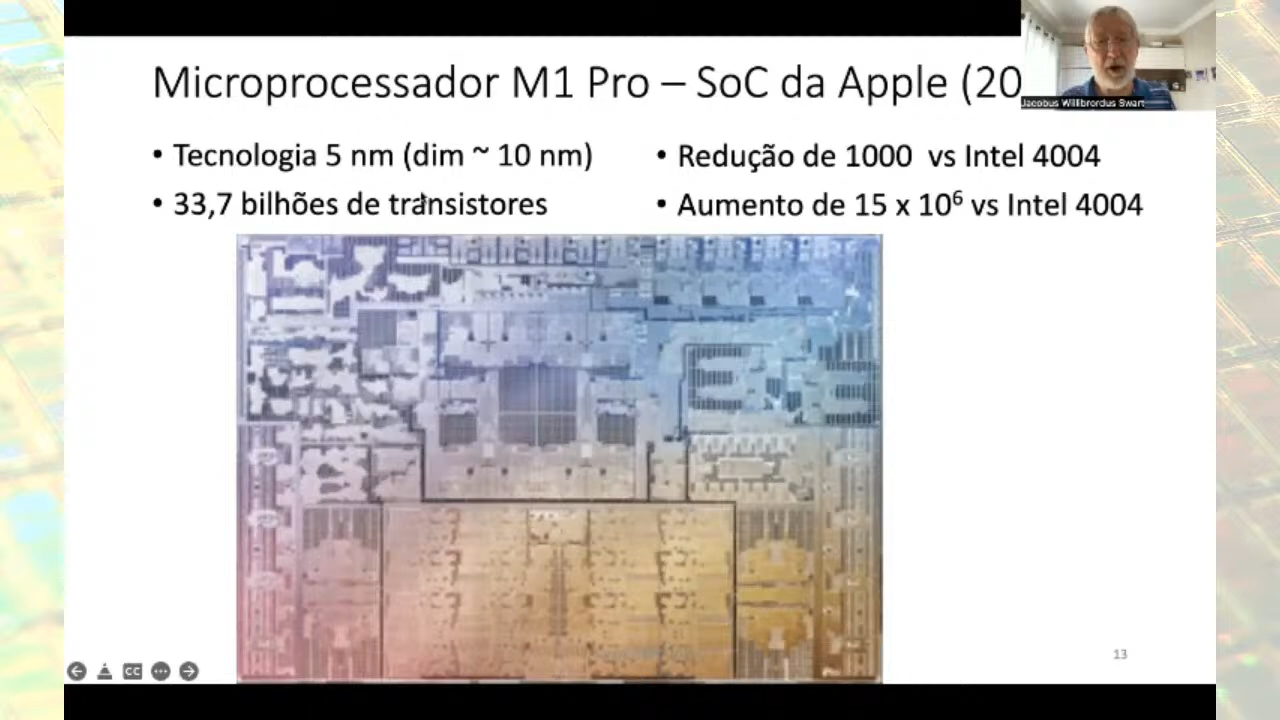 Microprocessador M1 Pro – SoC da Apple (20
Jacobus Willibrordus Swart
• Tecnologia 5 nm (dim ~ 10 nm)
• 33,7 bilhões de transistores
• Redução de 1000 vs Intel 4004
• Aumento de 15 x 10⁶ vs Intel 4004
CC
13